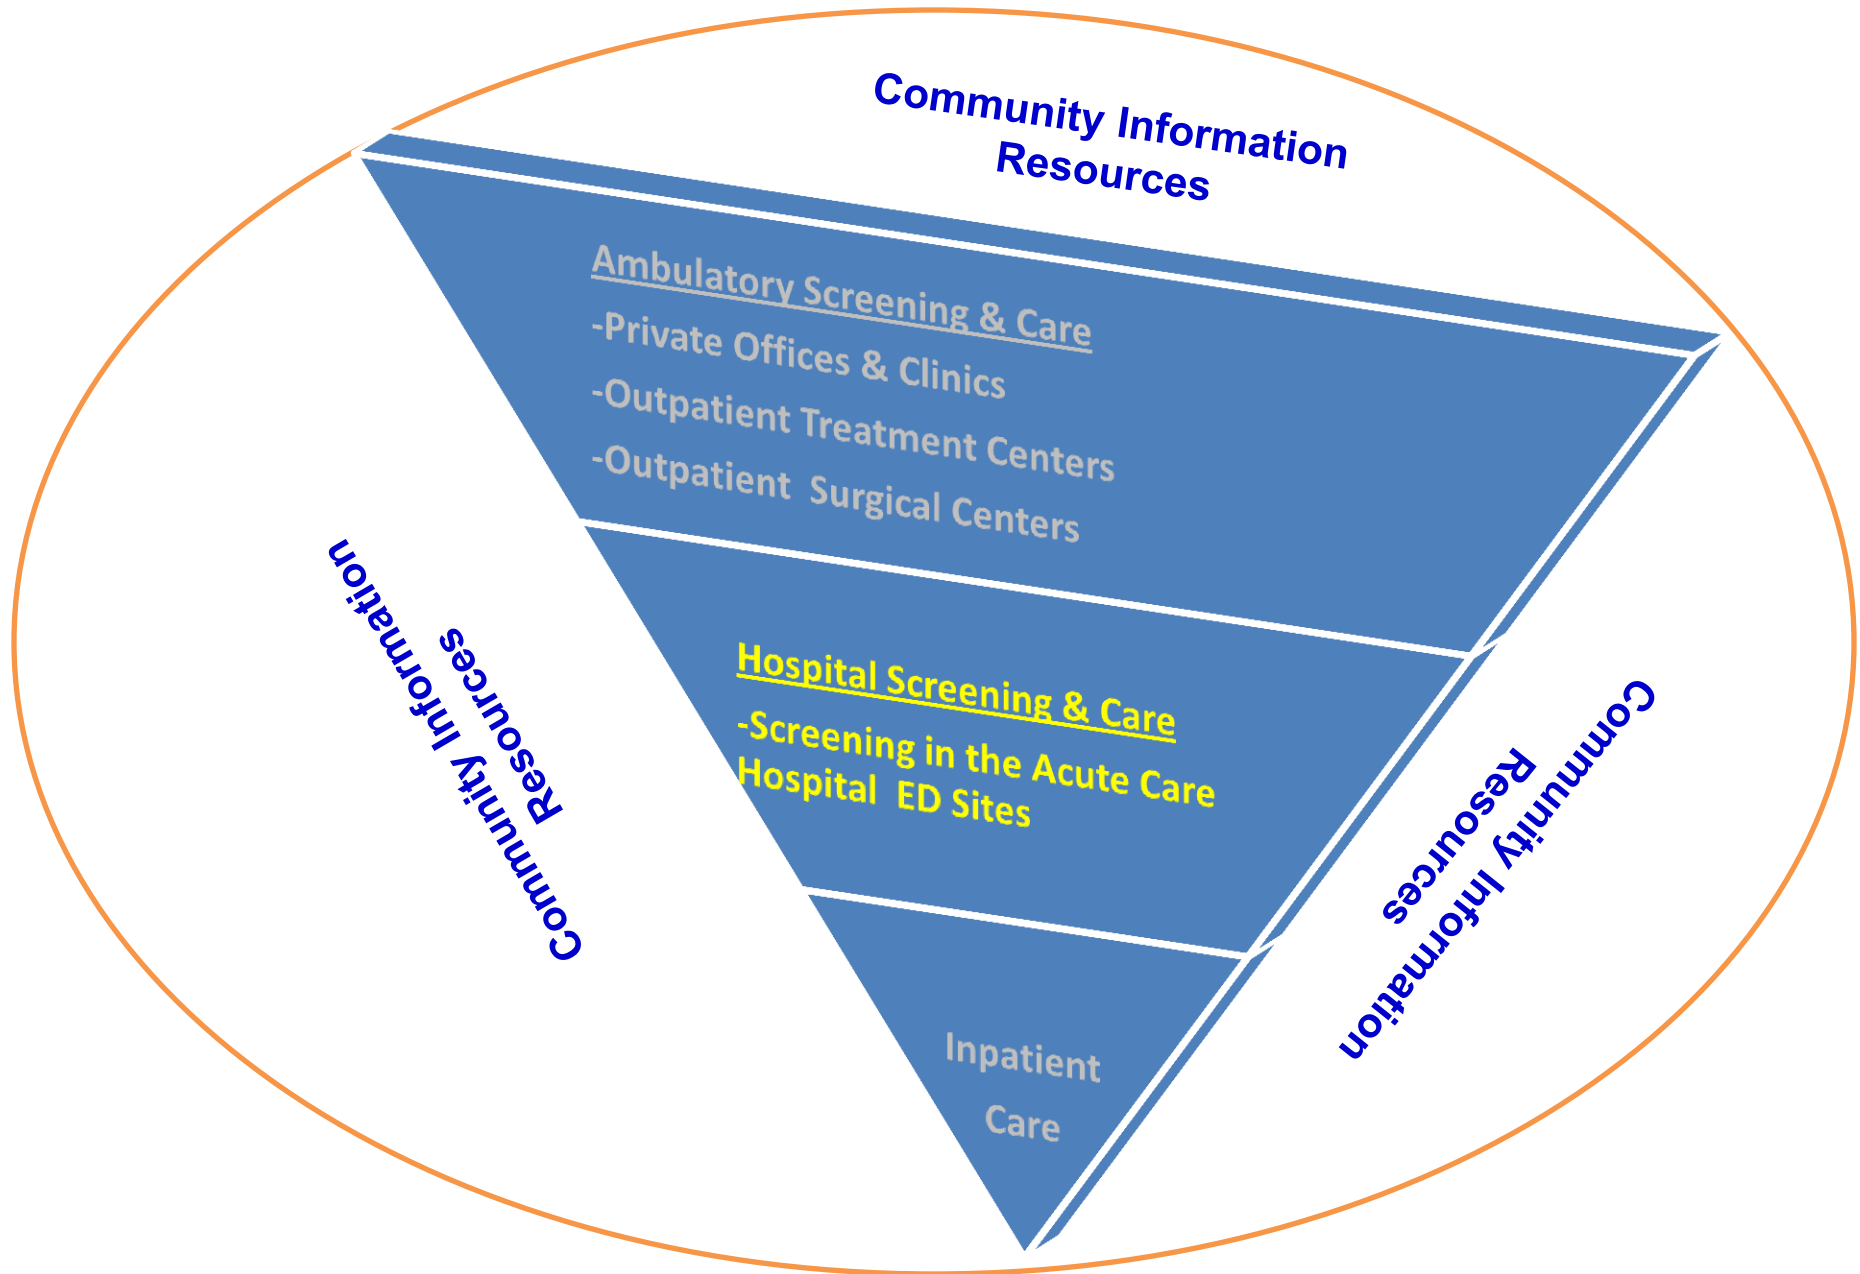 Community Information
Resources
Ambulatory Screening & Care
-Private Offices & Clinics
-Outpatient Treatment Centers
-Outpatient  Surgical Centers
Hospital Screening & Care
-Screening in the Acute Care
Hospital  ED Sites
Inpatient
Care
Community Information
Resources
Community Information
Resources